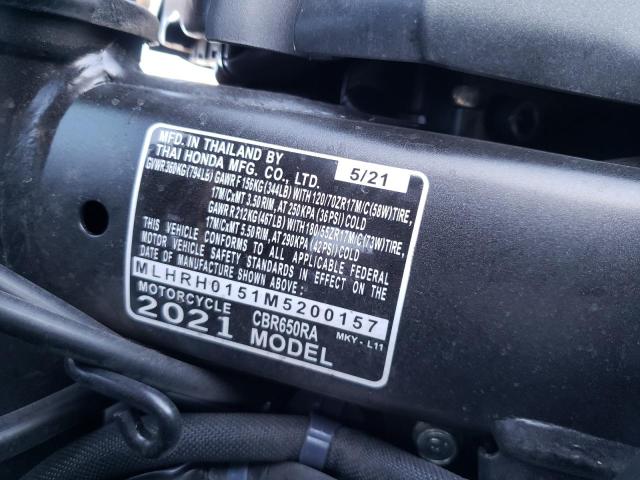 MFD. IN THAILAND BY
THAI HONDA MFG. CO., LTD.
5/21
GVWR 360KG (794LB) GAWR F 156KG (344LB) WITH 120/70ZR17M/C(58W)TIRE,
17M/CxMT 3.50 RIM, AT 250 KPA (36PSI) COLD
GAWR R 212KG (467LB) WITH 180/55ZR17M/C(73W)TIRE,
17M/CxMT 5.50 RIM, AT 290KPA (42PSI)COLD
THIS VEHICLE CONFORMS TO ALL APPLICABLE FEDERAL
MOTOR VEHICLE SAFETY STANDARDS IN EFFECT ON THE
DATE OF MANUFACTURE SHOWN ABOVE:
MLHRH0151M5200157
MOTORCYCLE CBR650RA MKY-L11
2021 MODEL